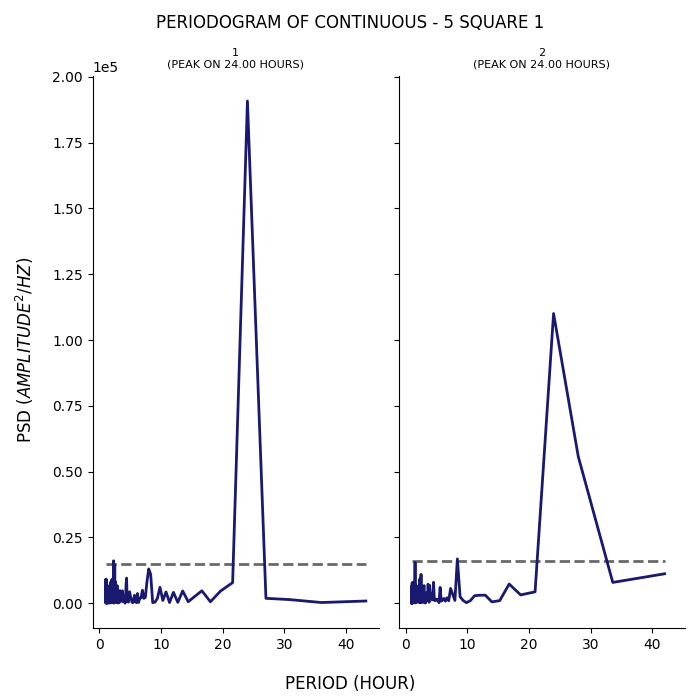 PERIODOGRAM OF CONTINUOUS - 5 SQUARE 1
1
(PEAK ON 24.00 HOURS)
2
(PEAK ON 24.00 HOURS)
1e5
2.00
1.75
1.50
1.25
1.00
0.75
0.50
0.25
0.00
PSD (AMPLITUDE²/HZ)
0 10 20 30 40
0 10 20 30 40
PERIOD (HOUR)